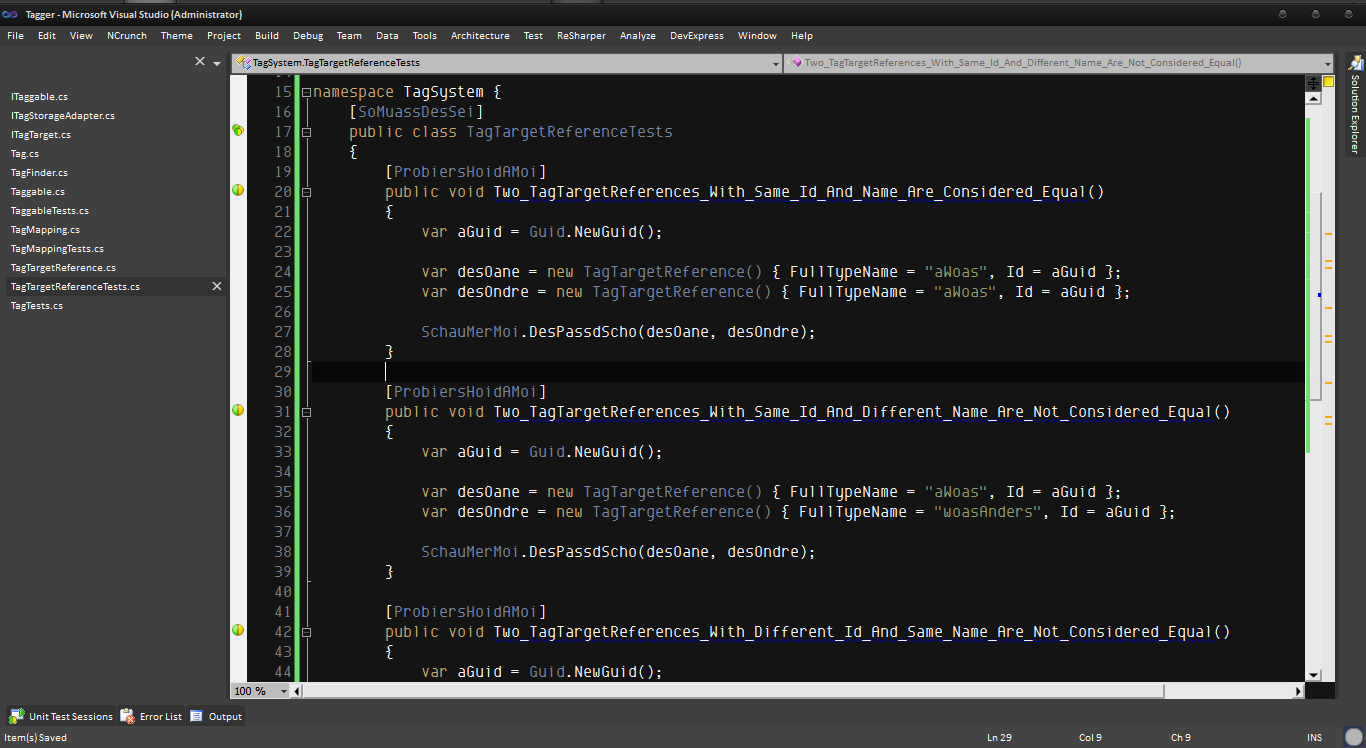 Tagger - Microsoft Visual Studio (Administrator)
File Edit View NCrunch Theme Project Build Debug Team Data Tools Architecture Test ReSharper Analyze DevExpress Window Help
TagSystem.TagTargetReferenceTests
Two_TagTargetReferences_With_Same_Id_And_Different_Name_Are_Not_Considered_Equal()
Solution Explorer
ITaggable.cs
ITagStorageAdapter.cs
ITagTarget.cs
Tag.cs
TagFinder.cs
Taggable.cs
TaggableTests.cs
TagMapping.cs
TagMappingTests.cs
TagTargetReference.cs
TagTargetReferenceTests.cs
TagTests.cs
15 namespace TagSystem {
16 [SoMuassDesSei]
17 public class TagTargetReferenceTests
18 {
19 [ProbiersHoidAMoi]
20 public void Two_TagTargetReferences_With_Same_Id_And_Name_Are_Considered_Equal()
21 {
22 var aGuid = Guid.NewGuid();
23
24 var desOane = new TagTargetReference() { FullTypeName = "aWoas", Id = aGuid };
25 var desOndre = new TagTargetReference() { FullTypeName = "aWoas", Id = aGuid };
26
27 SchauMerMoi.DesPassdScho(desOane, desOndre);
28 }
29
30 [ProbiersHoidAMoi]
31 public void Two_TagTargetReferences_With_Same_Id_And_Different_Name_Are_Not_Considered_Equal()
32 {
33 var aGuid = Guid.NewGuid();
34
35 var desOane = new TagTargetReference() { FullTypeName = "aWoas", Id = aGuid };
36 var desOndre = new TagTargetReference() { FullTypeName = "woasAnders", Id = aGuid };
37
38 SchauMerMoi.DesPassdScho(desOane, desOndre);
39 }
40
41 [ProbiersHoidAMoi]
42 public void Two_TagTargetReferences_With_Different_Id_And_Same_Name_Are_Not_Considered_Equal()
43 {
44 var aGuid = Guid.NewGuid();
100 %
Unit Test Sessions Error List Output
Item(s) Saved Ln 29 Col 9 Ch 9 INS